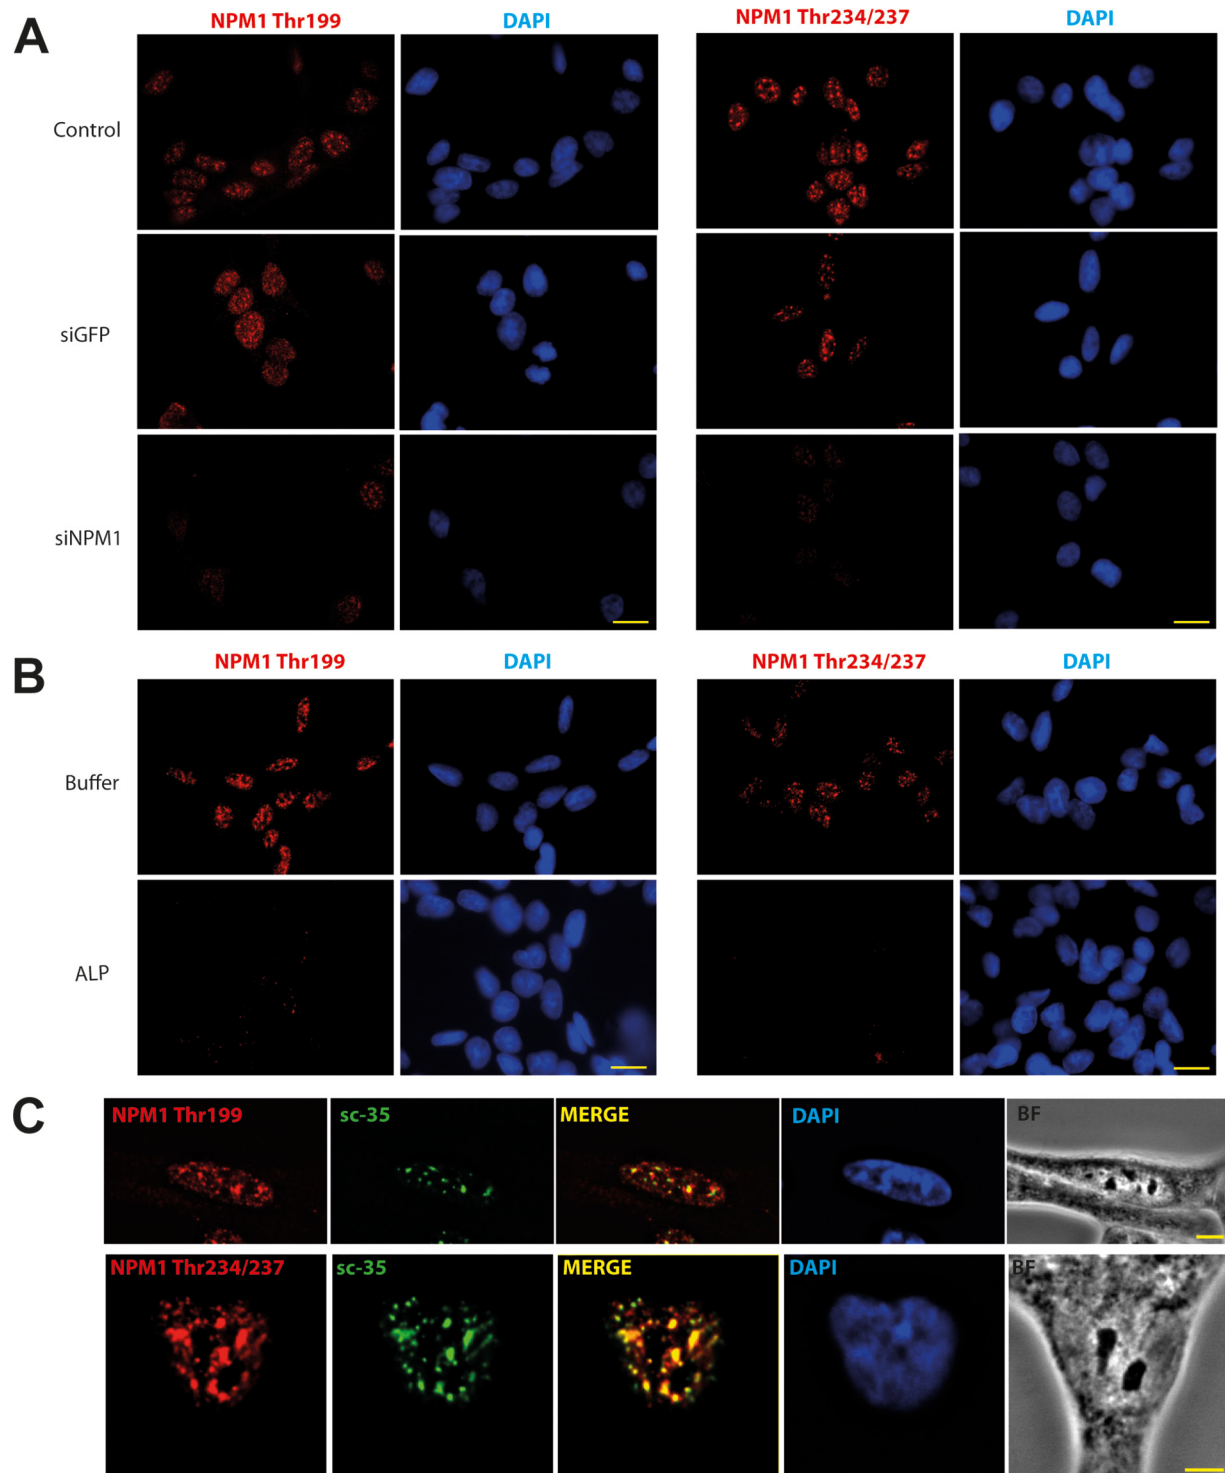 A
NPM1 Thr199 DAPI NPM1 Thr234/237 DAPI
Control
siGFP
siNPM1
B
NPM1 Thr199 DAPI NPM1 Thr234/237 DAPI
Buffer
ALP
C
NPM1 Thr199 sc-35 MERGE DAPI BF
NPM1 Thr234/237 sc-35 MERGE DAPI BF